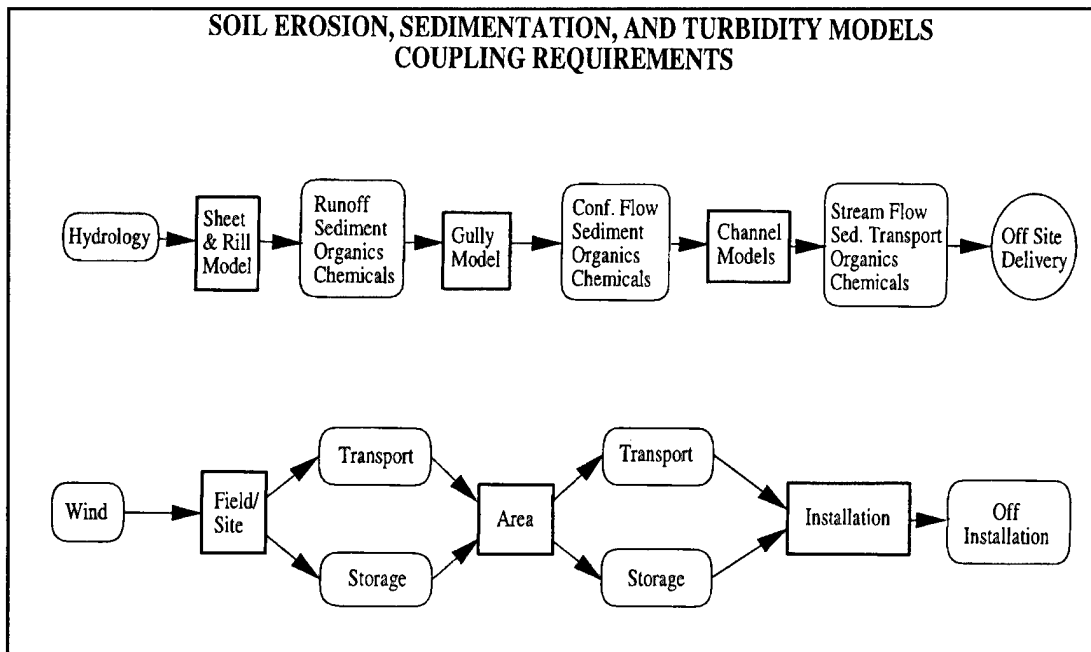 SOIL EROSION, SEDIMENTATION, AND TURBIDITY MODELS
COUPLING REQUIREMENTS
Hydrology
Sheet
& Rill
Model
Runoff
Sediment
Organics
Chemicals
Gully
Model
Conf. Flow
Sediment
Organics
Chemicals
Channel
Models
Stream Flow
Sed. Transport
Organics
Chemicals
Off Site
Delivery
Wind
Field/
Site
Transport
Storage
Area
Transport
Storage
Installation
Off
Installation